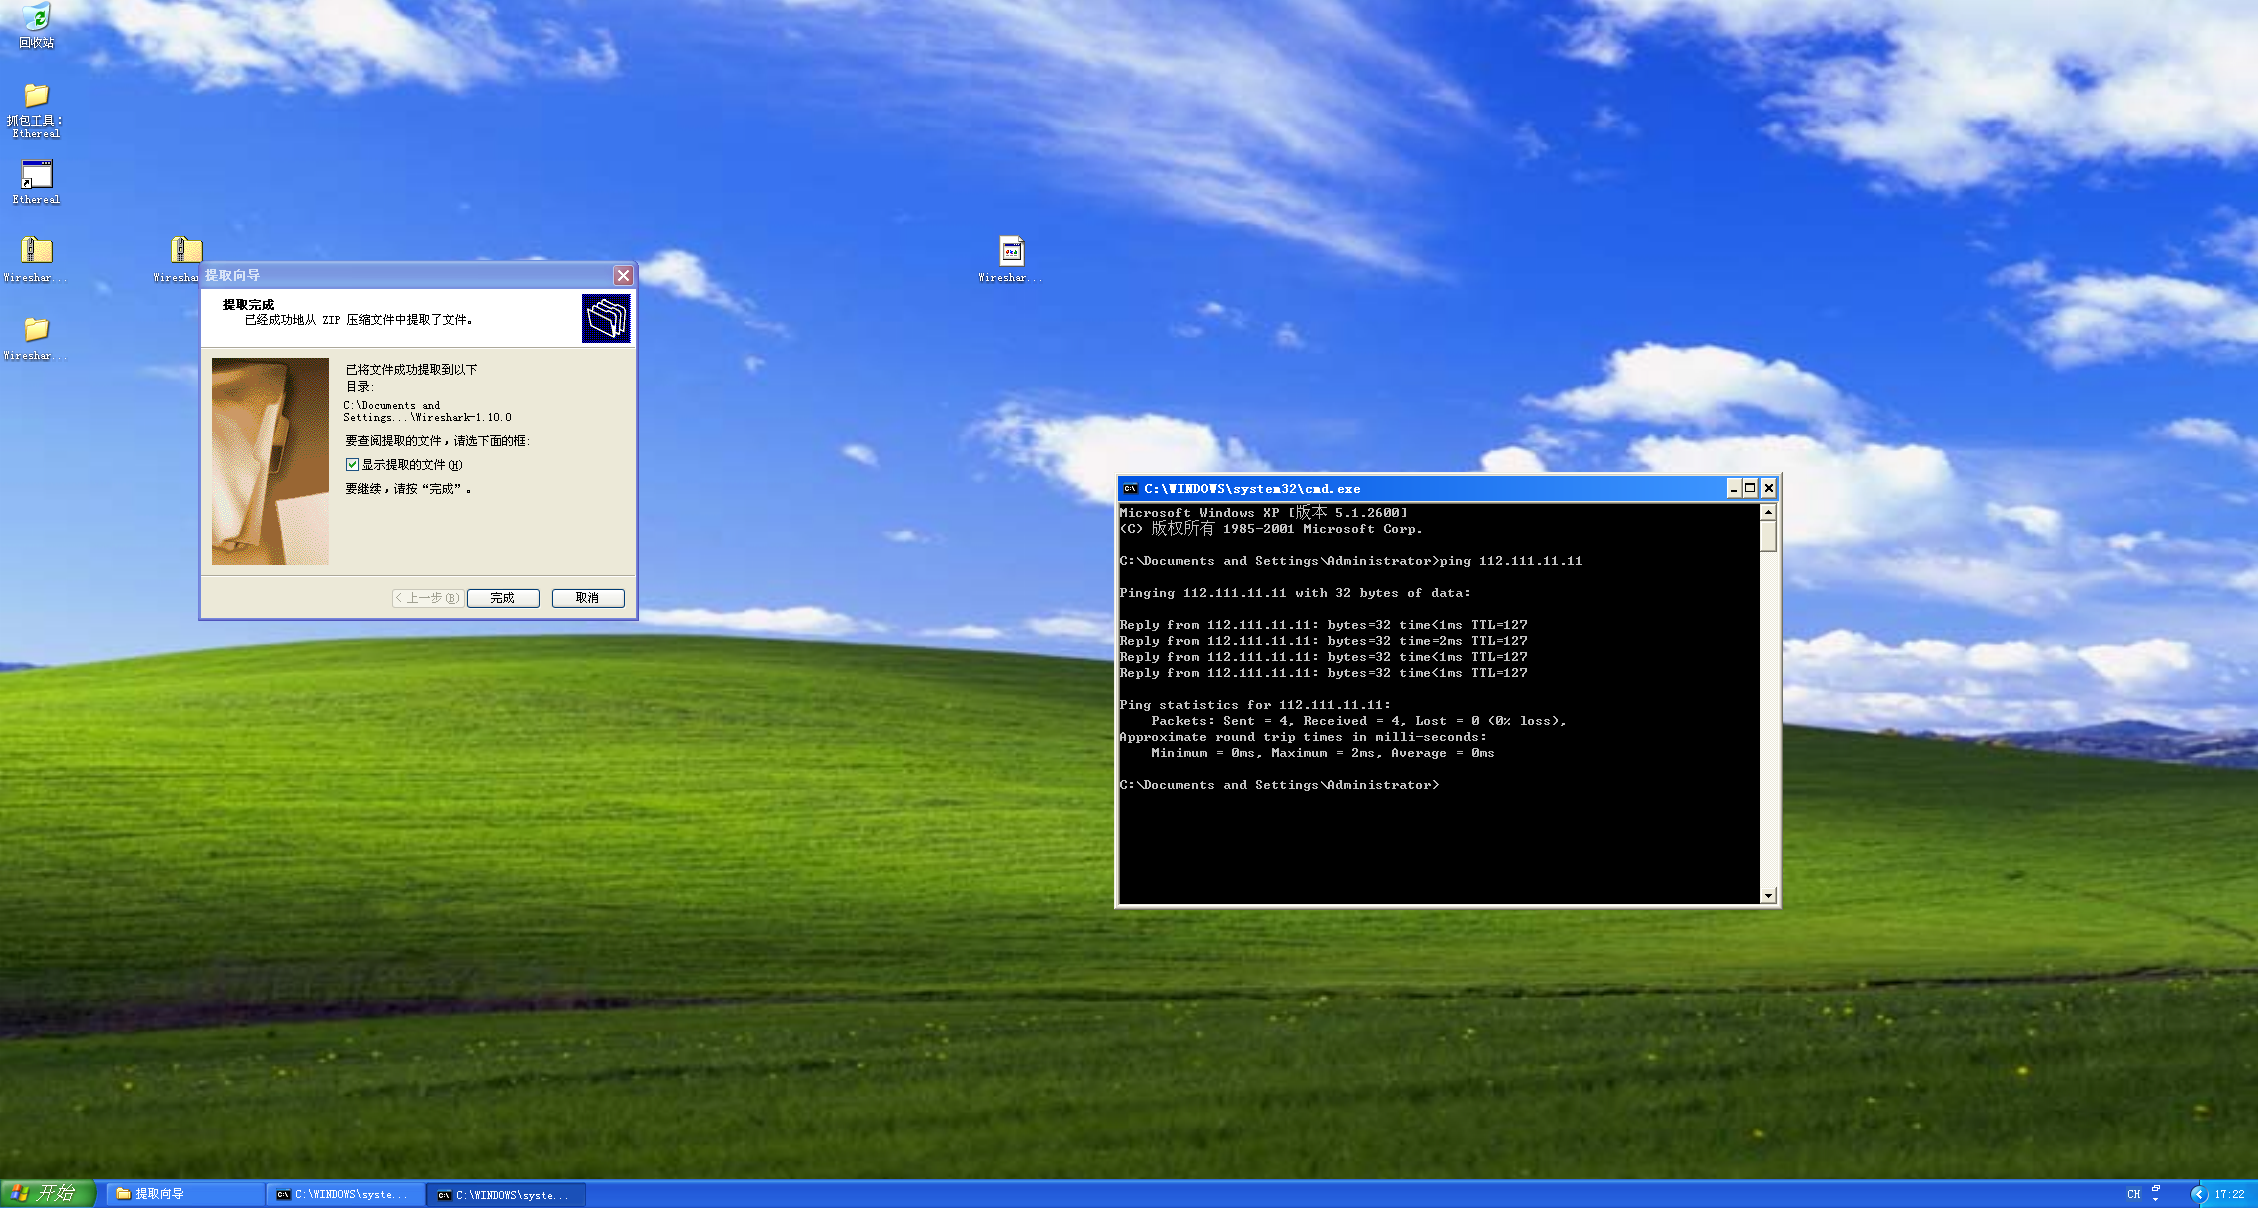 回收站
抓包工具：
Ethereal
Ethereal
Wireshar...
Wireshar...
Wireshar...
提取向导
提取完成
已经成功地从 ZIP 压缩文件中提取了文件。
已将文件成功提取到以下
目录:
C:\Documents and
Settings...\Wireshark-1.10.0
要查阅提取的文件，请选下面的框:
显示提取的文件(H)
要继续，请按“完成”。
< 上一步(B)
完成
取消
Wireshar...
C:\WINDOWS\system32\cmd.exe
Microsoft Windows XP [版本 5.1.2600]
(C) 版权所有 1985-2001 Microsoft Corp.
C:\Documents and Settings\Administrator>ping 112.111.11.11
Pinging 112.111.11.11 with 32 bytes of data:
Reply from 112.111.11.11: bytes=32 time<1ms TTL=127
Reply from 112.111.11.11: bytes=32 time=2ms TTL=127
Reply from 112.111.11.11: bytes=32 time<1ms TTL=127
Reply from 112.111.11.11: bytes=32 time<1ms TTL=127
Ping statistics for 112.111.11.11:
Packets: Sent = 4, Received = 4, Lost = 0 (0% loss),
Approximate round trip times in milli-seconds:
Minimum = 0ms, Maximum = 2ms, Average = 0ms
C:\Documents and Settings\Administrator>
开始
提取向导
C:\WINDOWS\syste...
C:\WINDOWS\syste...
CH
17:22